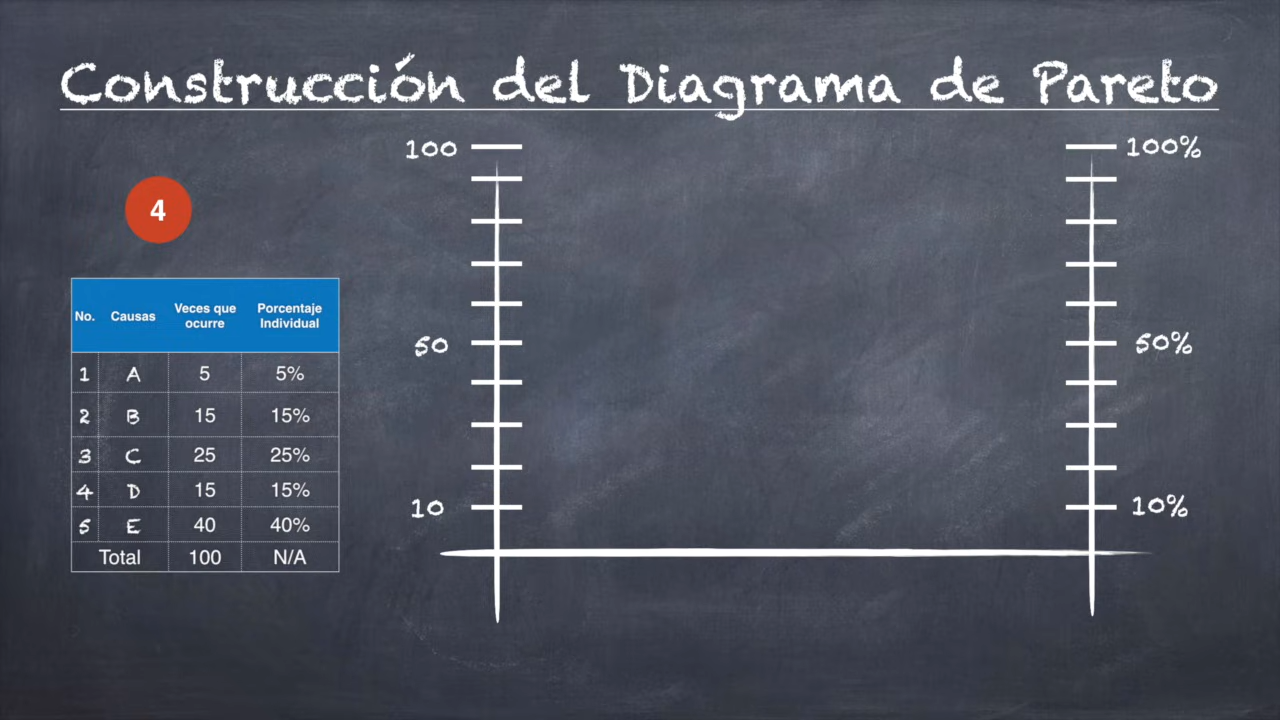 Construcción del Diagrama de Pareto
4
No. Causas Veces que ocurre Porcentaje Individual
1 A 5 5%
2 B 15 15%
3 C 25 25%
4 D 15 15%
5 E 40 40%
Total 100 N/A
100 100%
50 50%
10 10%